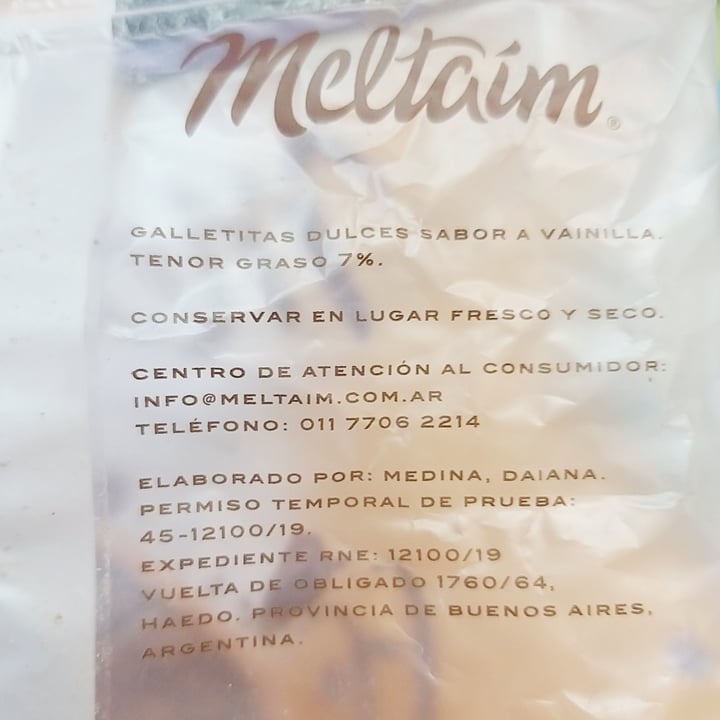 Meltaím®
GALLETITAS DULCES SABOR A VAINILLA.
TENOR GRASO 7%.
CONSERVAR EN LUGAR FRESCO Y SECO.
CENTRO DE ATENCIÓN AL CONSUMIDOR:
INFO@MELTAIM.COM.AR
TELÉFONO: 011 7706 2214
ELABORADO POR: MEDINA, DAIANA.
PERMISO TEMPORAL DE PRUEBA:
45-12100/19.
EXPEDIENTE RNE: 12100/19
VUELTA DE OBLIGADO 1760/64,
HAEDO. PROVINCIA DE BUENOS AIRES,
ARGENTINA.